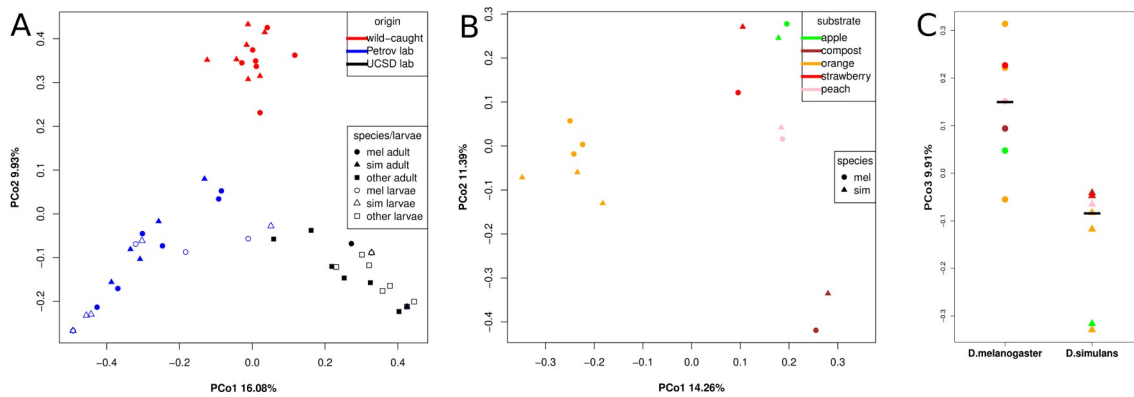 A
origin
wild-caught
Petrov lab
UCSD lab
species/larvae
mel adult
sim adult
other adult
mel larvae
sim larvae
other larvae
0.4
0.3
0.2
0.1
0.0
−0.1
−0.2
PCo2 9.93%
−0.4
−0.2
0.0
0.2
0.4
PCo1 16.08%
B
substrate
apple
compost
orange
strawberry
peach
species
mel
sim
0.3
0.2
0.1
0.0
−0.1
−0.2
−0.3
−0.4
PCo2 11.39%
−0.3
−0.2
−0.1
0.0
0.1
0.2
0.3
PCo1 14.26%
C
0.3
0.2
0.1
0.0
−0.1
−0.2
−0.3
PCo3 9.91%
D.melanogaster
D.simulans